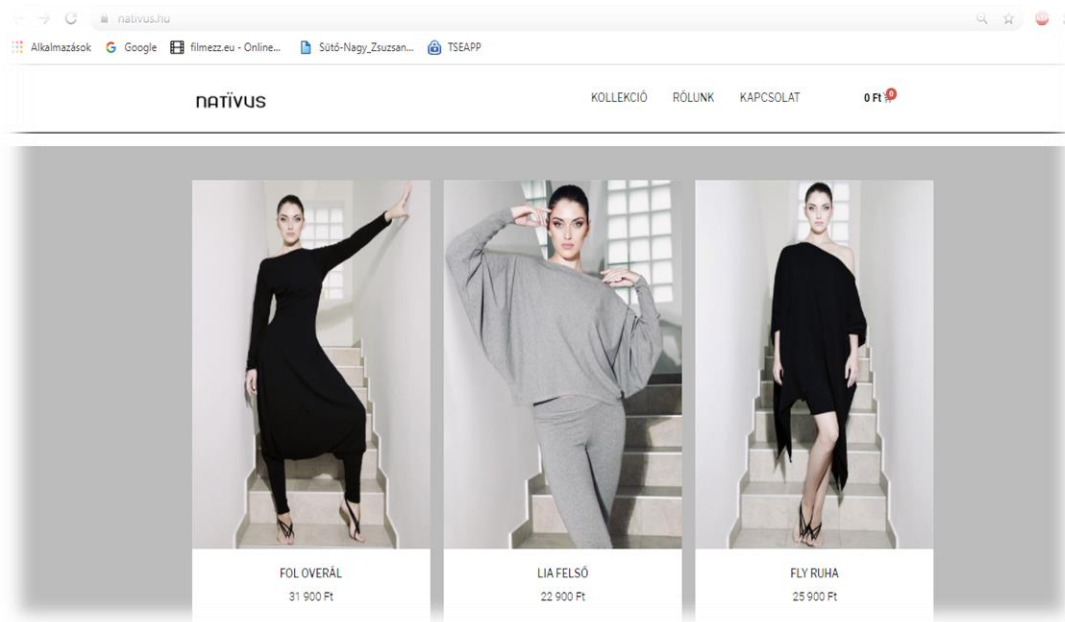 nativus.hu
Alkalmazások Google filmezz.eu - Online... Sütő-Nagy_Zsuzsan... TSEAPP
natïvus KOLLEKCIÓ RÓLUNK KAPCSOLAT 0 Ft 0
FOL OVERÁL LIA FELSŐ FLY RUHA
31 900 Ft 22 900 Ft 25 900 Ft